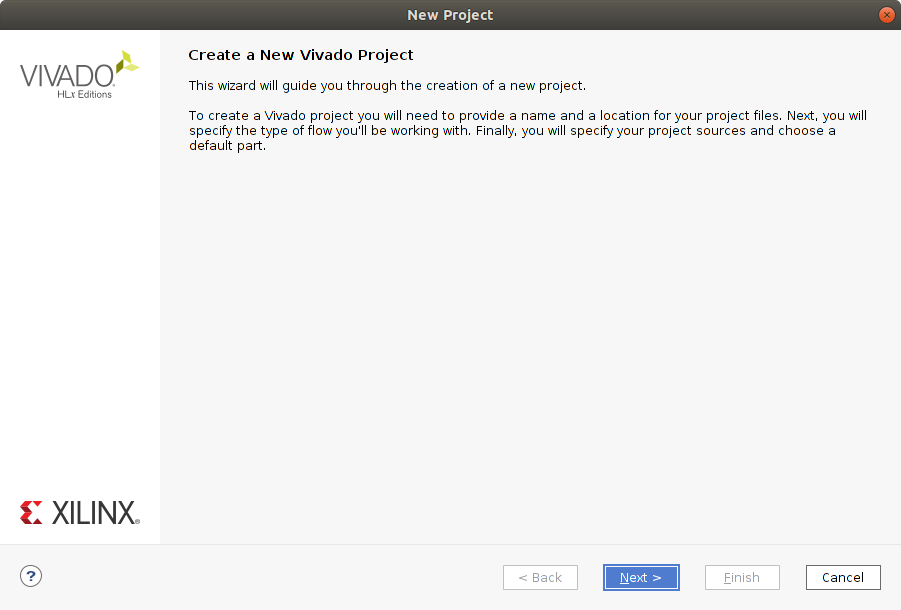 New Project
VIVADO
HLx Editions
Create a New Vivado Project
This wizard will guide you through the creation of a new project.
To create a Vivado project you will need to provide a name and a location for your project files. Next, you will
specify the type of flow you'll be working with. Finally, you will specify your project sources and choose a
default part.
XILINX®
?
< Back
Next >
Finish
Cancel